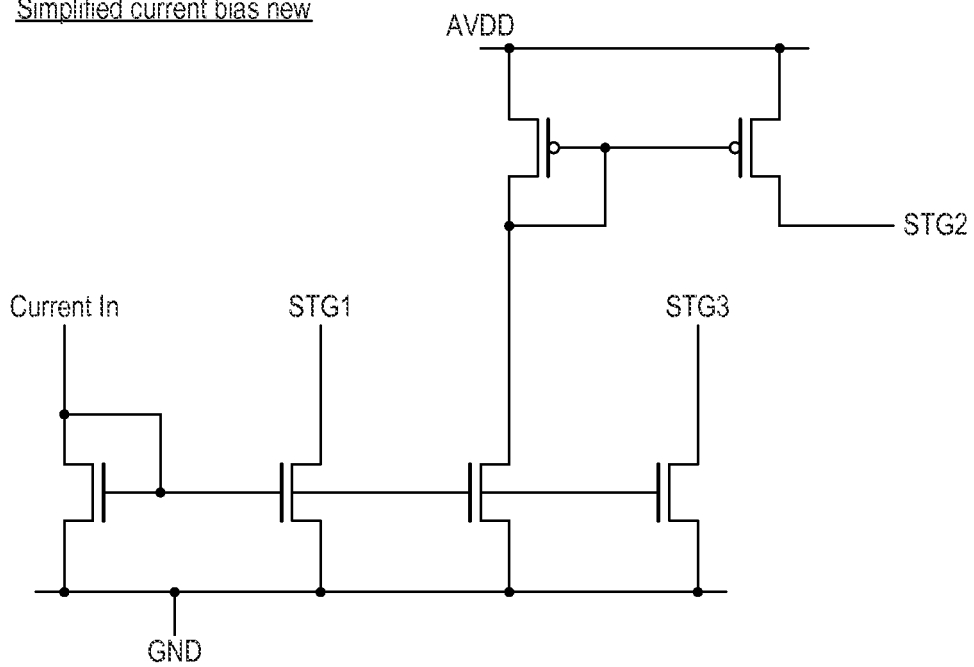 Simplified current bias new
AVDD
STG2
Current In
STG1
STG3
GND